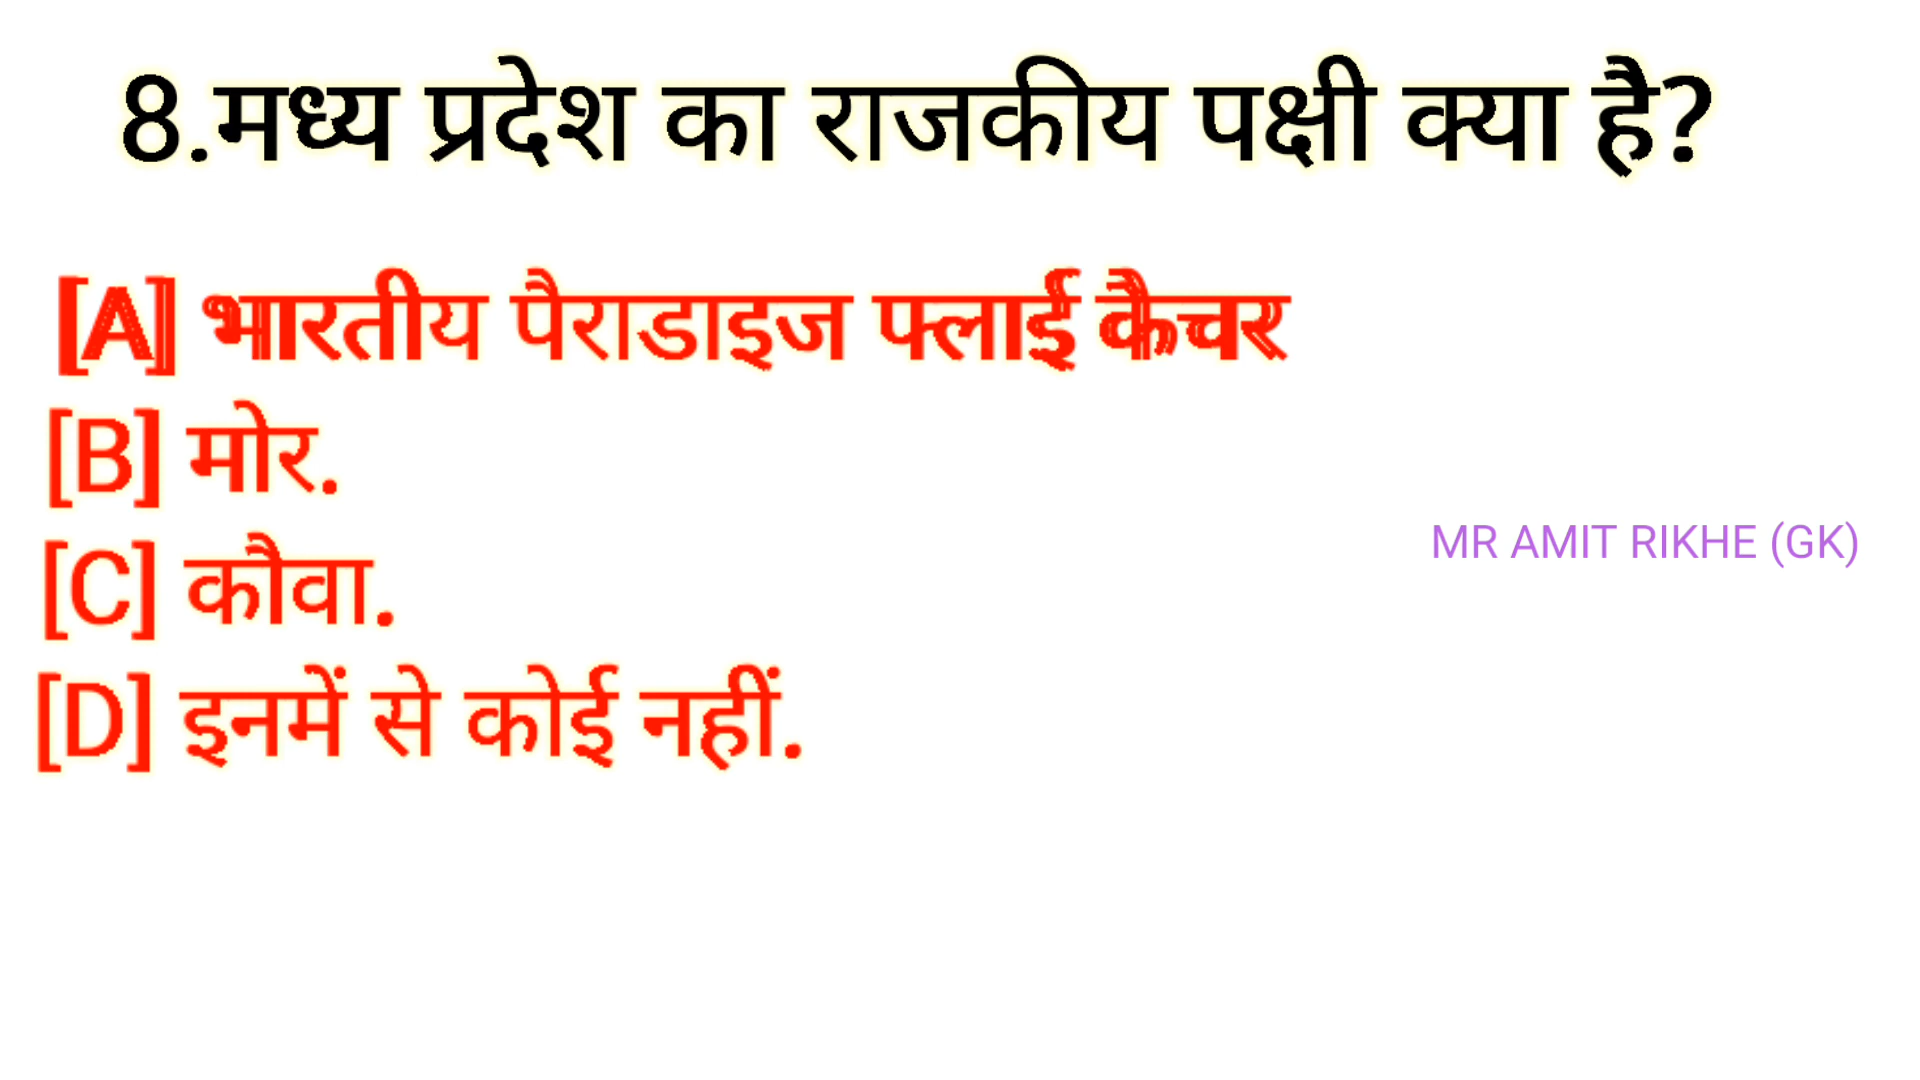 8.मध्य प्रदेश का राजकीय पक्षी क्या है?
[A] भारतीय पैराडाइज फ्लाई कैचर
[B] मोर.
[C] कौवा.
[D] इनमें से कोई नहीं.
MR AMIT RIKHE (GK)